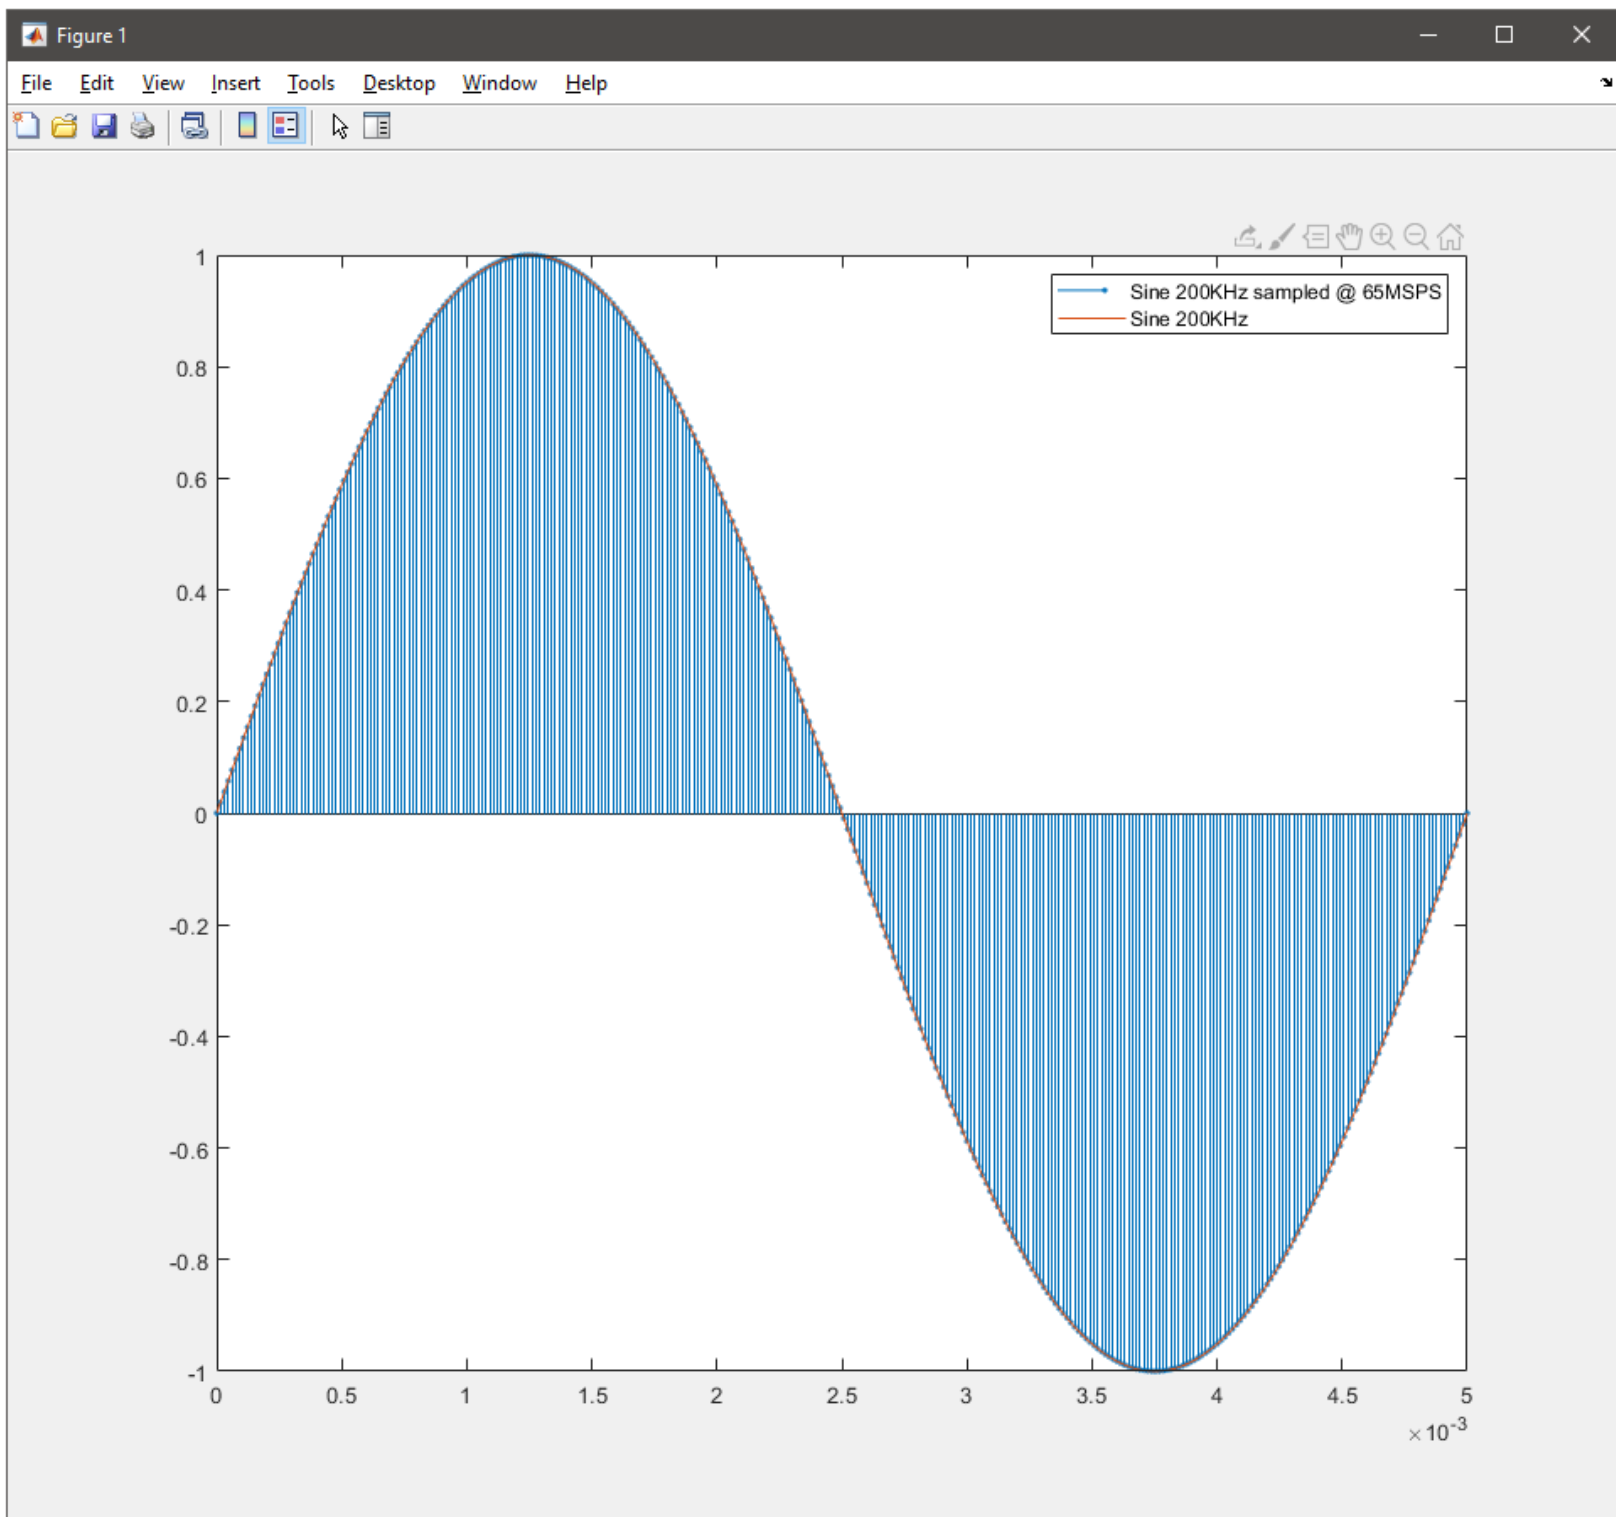 Figure 1
File Edit View Insert Tools Desktop Window Help
Sine 200KHz sampled @ 65MSPS
Sine 200KHz
1
0.8
0.6
0.4
0.2
0
-0.2
-0.4
-0.6
-0.8
-1
0 0.5 1 1.5 2 2.5 3 3.5 4 4.5 5
×10⁻³